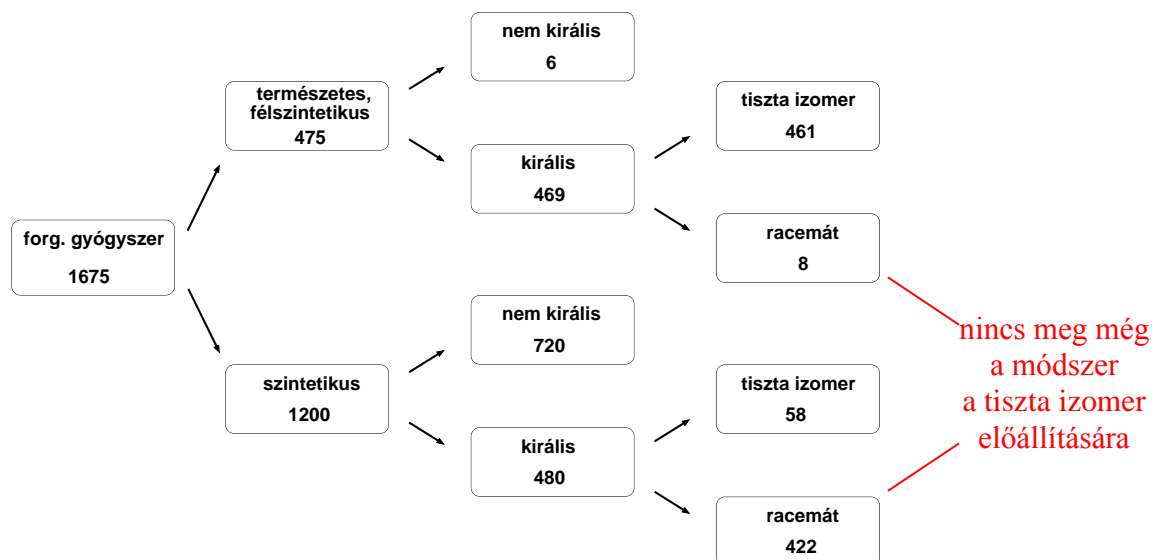 forg. gyógyszer
1675
természetes,
félszintetikus
475
szintetikus
1200
nem királis
6
királis
469
nem királis
720
királis
480
tiszta izomer
461
racemát
8
tiszta izomer
58
racemát
422
nincs meg még
a módszer
a tiszta izomer
előállítására